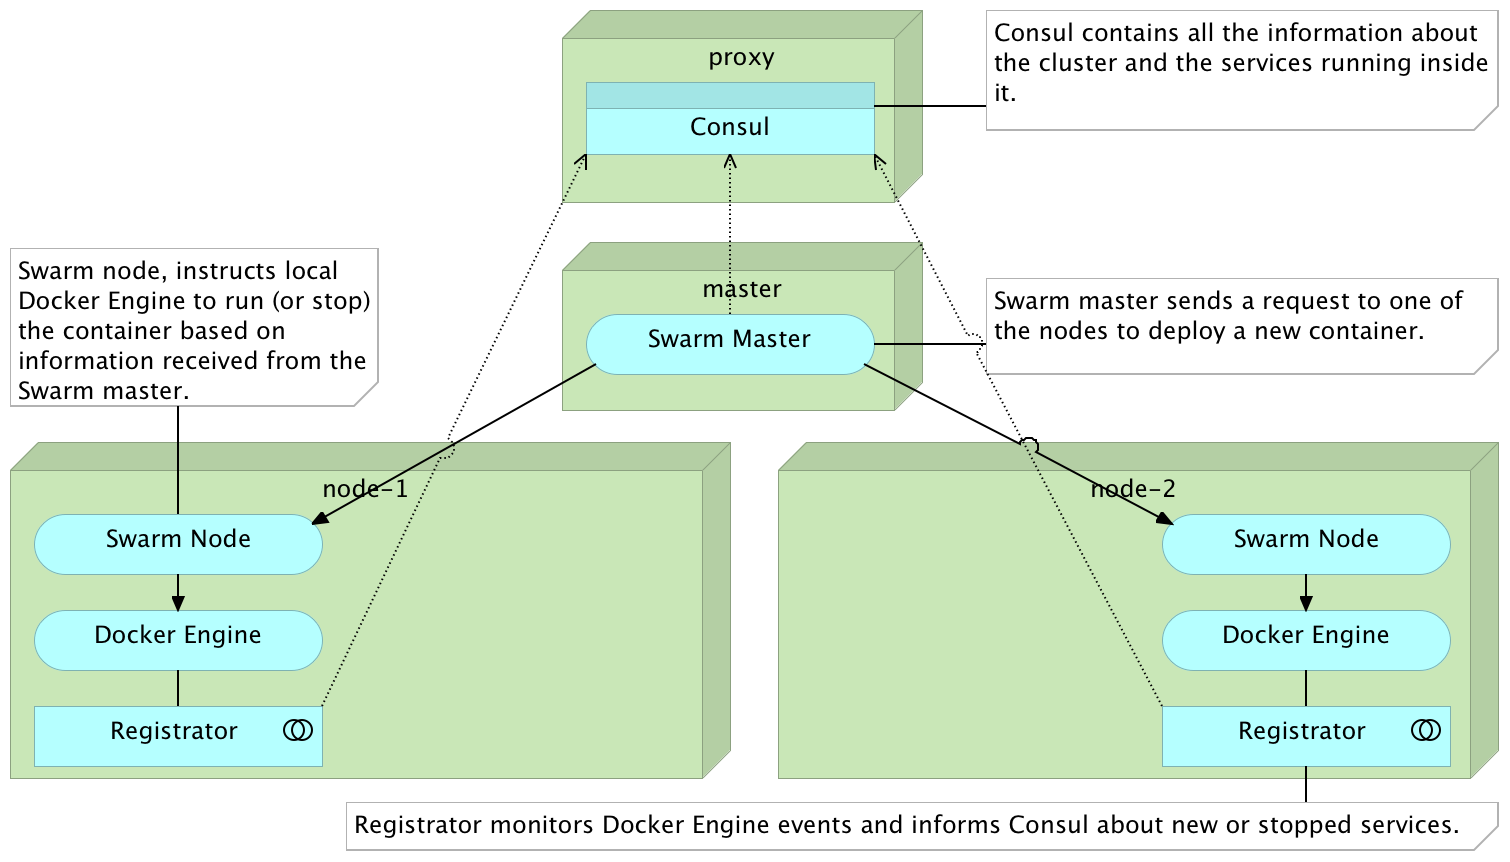 proxy
Consul
Consul contains all the information about
the cluster and the services running inside
it.
Swarm node, instructs local
Docker Engine to run (or stop)
the container based on
information received from the
Swarm master.
master
Swarm Master
Swarm master sends a request to one of
the nodes to deploy a new container.
node-1
Swarm Node
Docker Engine
Registrator
node-2
Swarm Node
Docker Engine
Registrator
Registrator monitors Docker Engine events and informs Consul about new or stopped services.